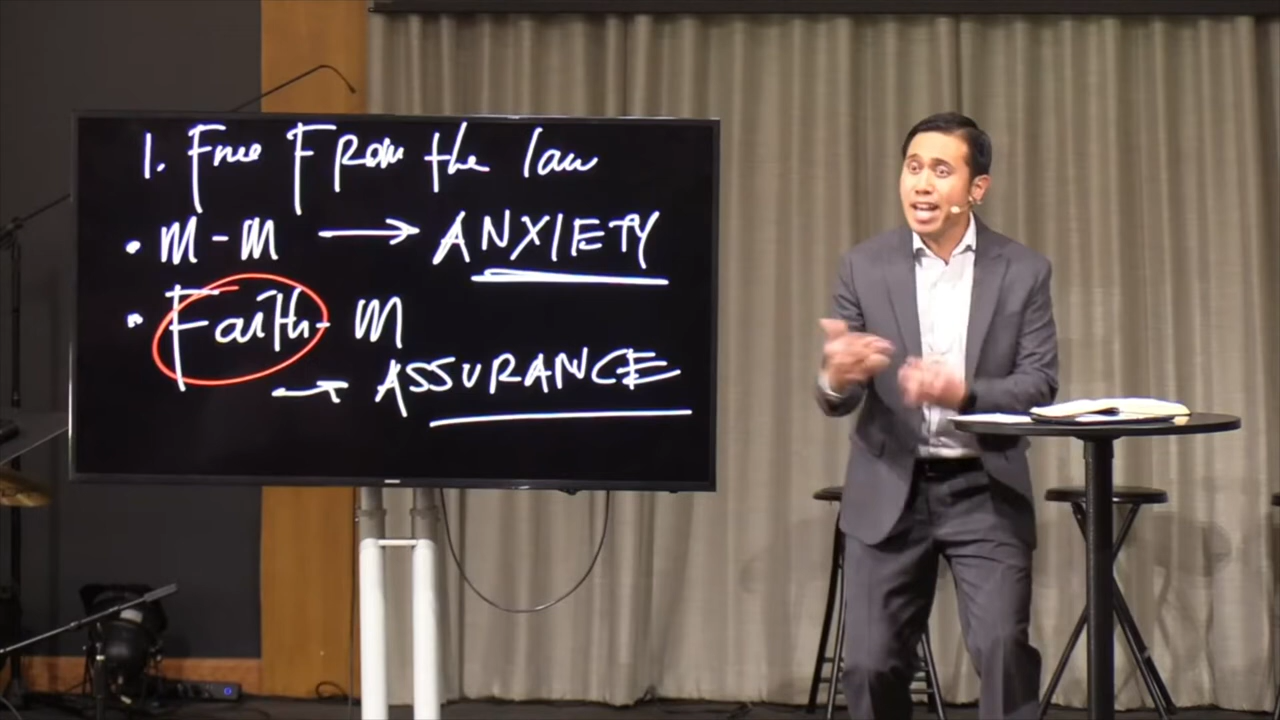 1. Free From the law
• M-M → ANXIETY
• Faith- M
→ ASSURANCE